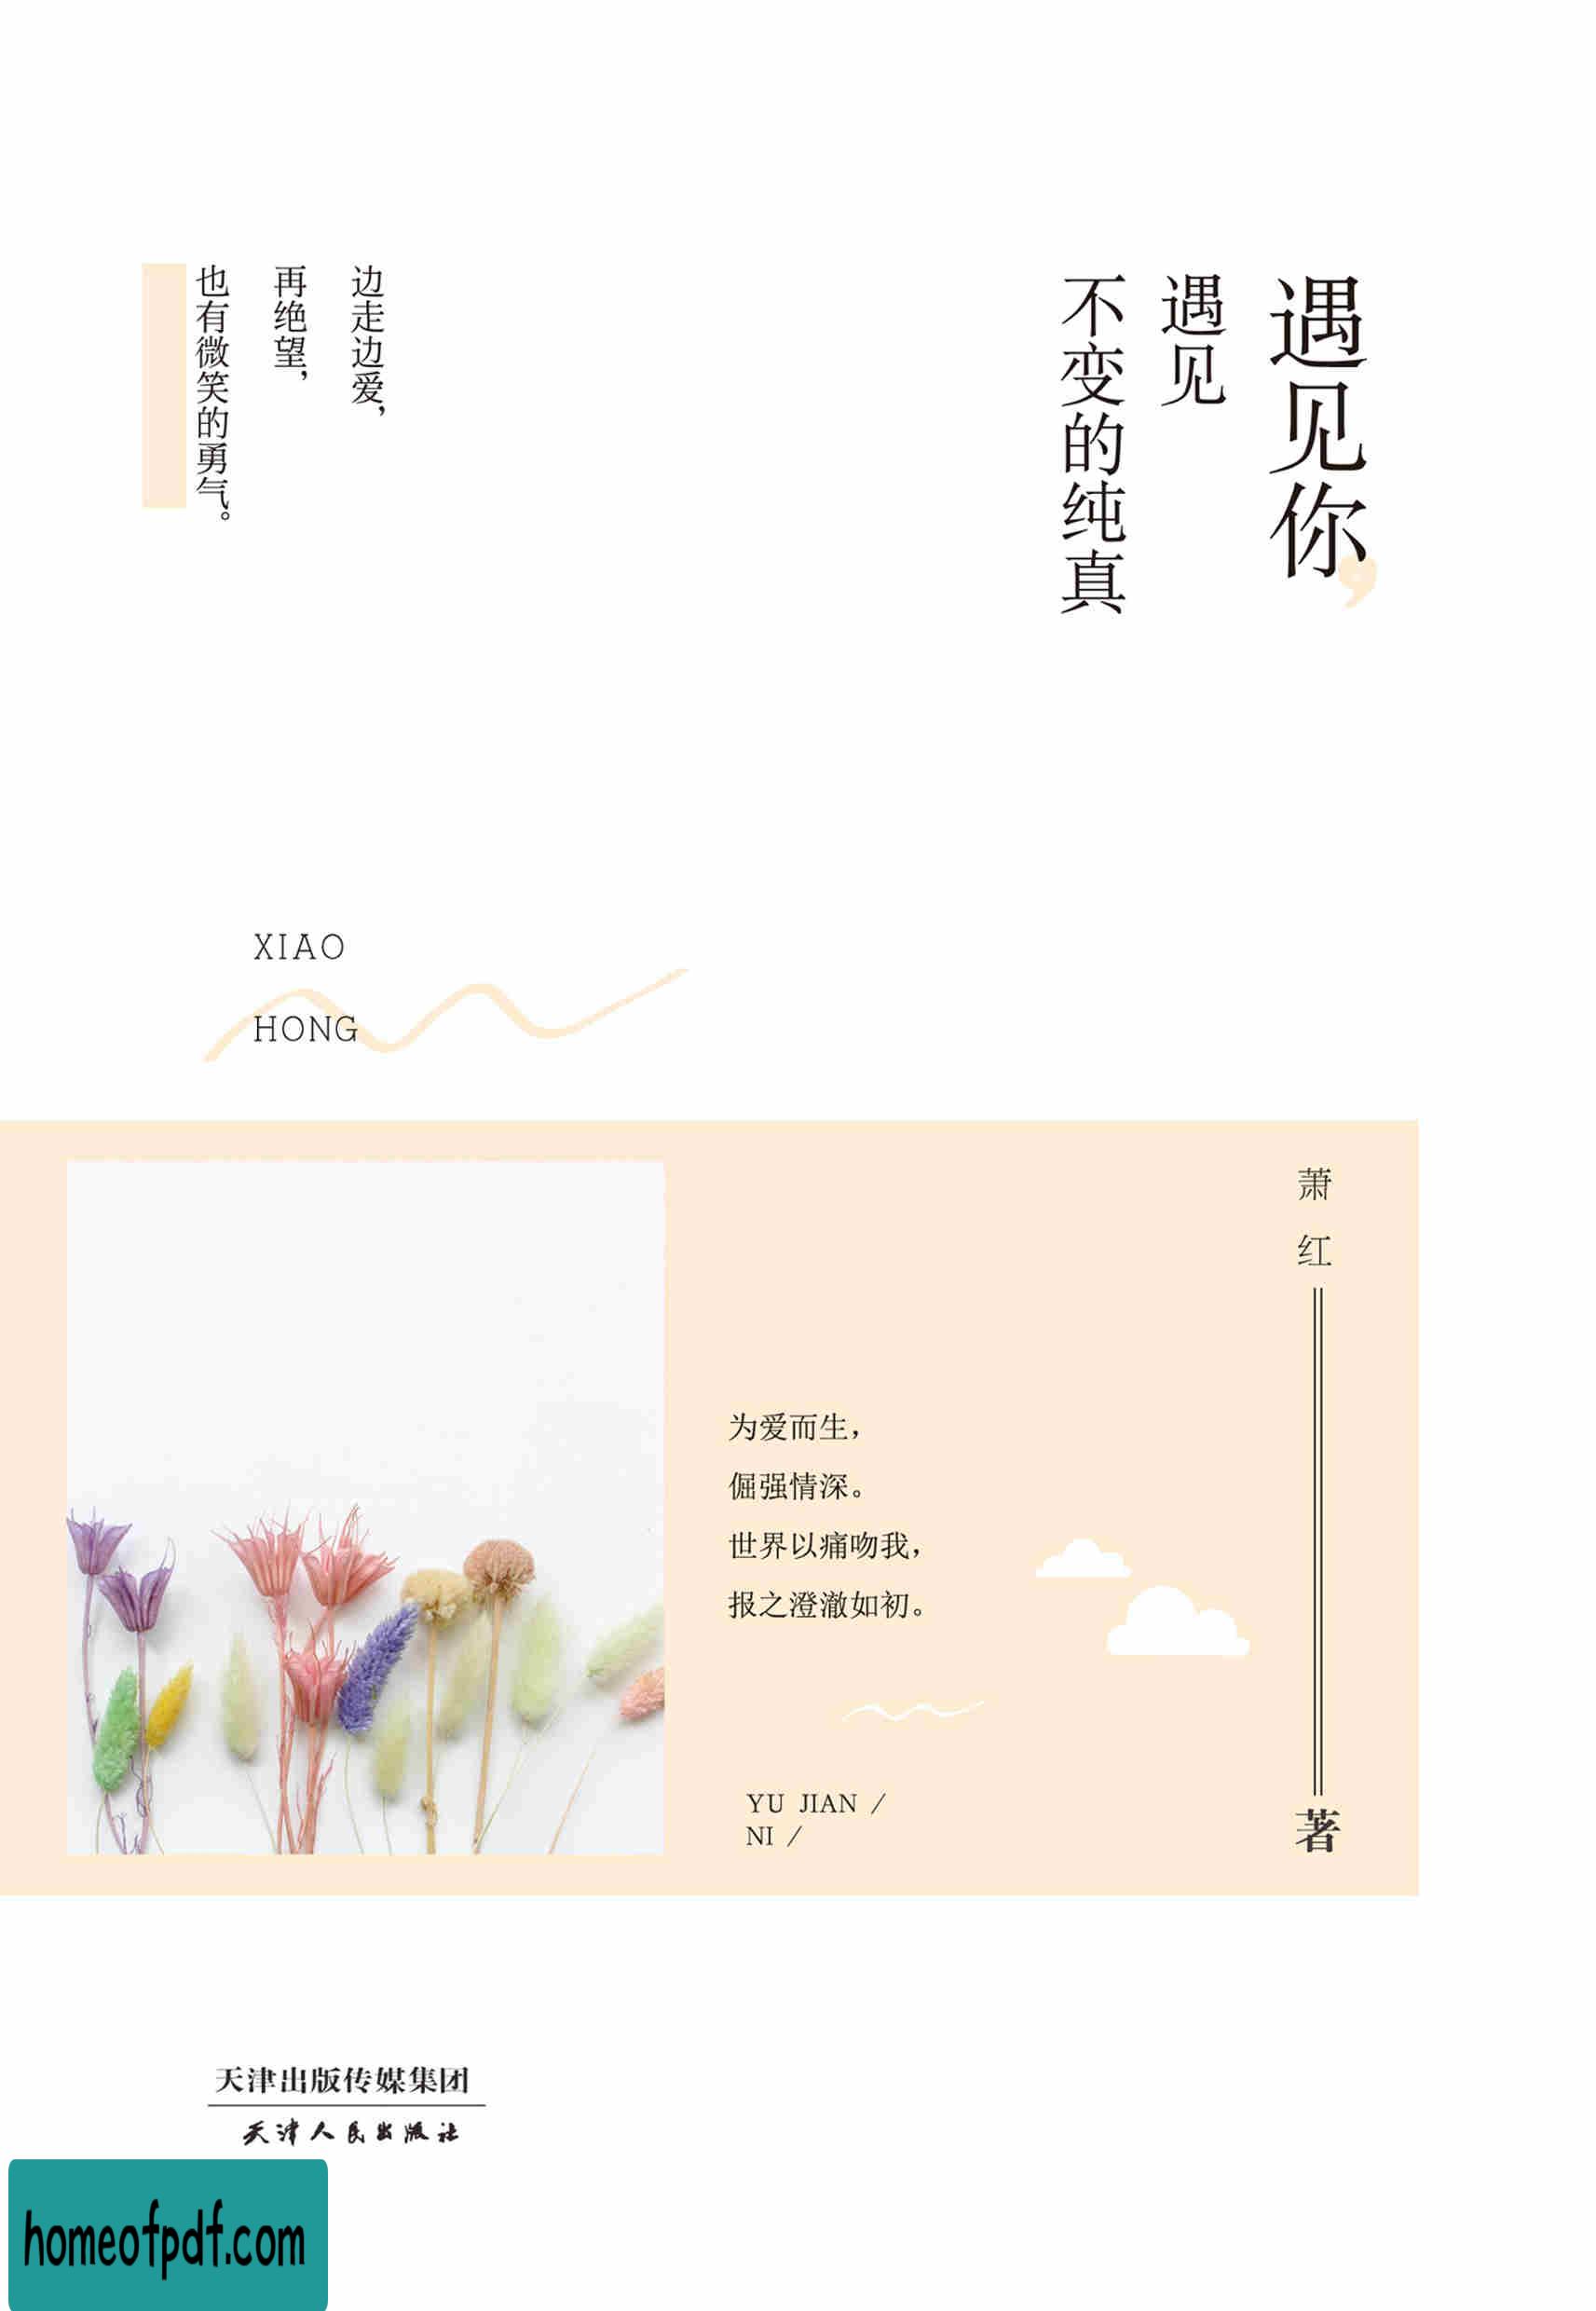 遇见你，
遇见
不变的纯真
边走边爱，
再绝望，
也有微笑的勇气。
XIAO
HONG
萧红
著
为爱而生，
倔强情深。
世界以痛吻我，
报之澄澈如初。
YU JIAN /
NI /
天津出版传媒集团
天津人民出版社
homeofpdf.com